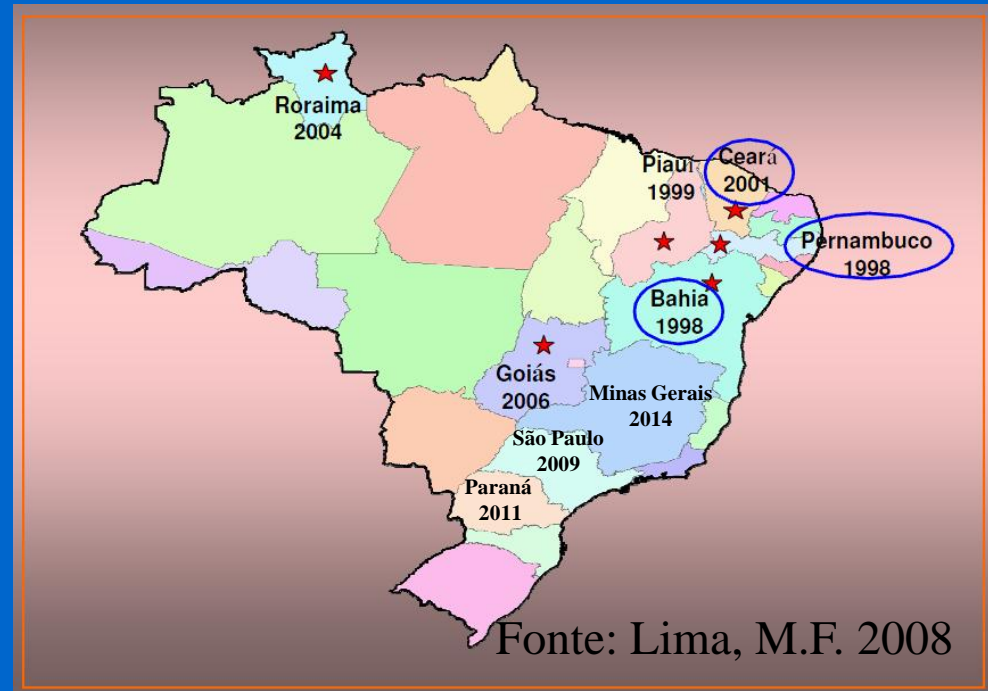 Roraima
2004
Piauí
1999
Ceará
2001
Pernambuco
1998
Bahia
1998
Goiás
2006
Minas Gerais
2014
São Paulo
2009
Paraná
2011
Fonte: Lima, M.F. 2008